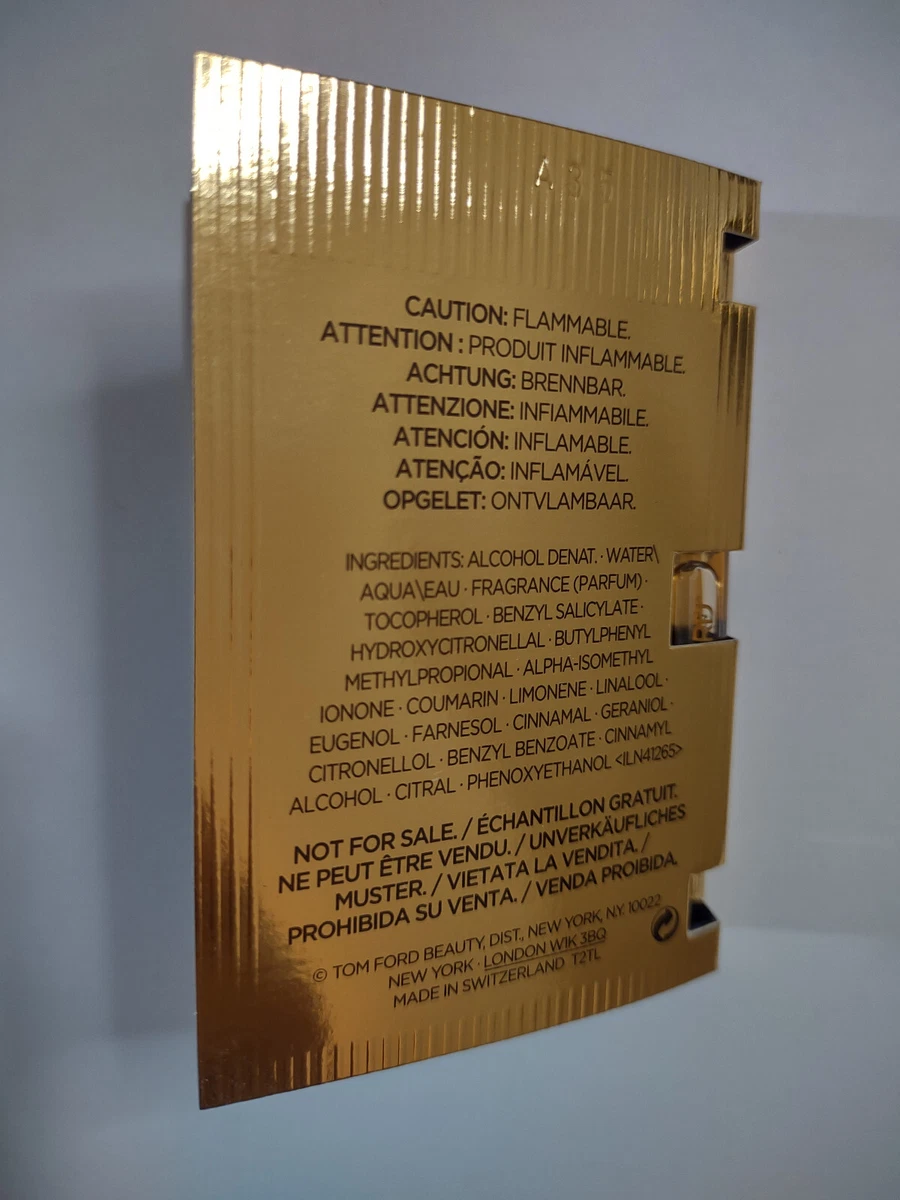 CAUTION: FLAMMABLE.
ATTENTION : PRODUIT INFLAMMABLE.
ACHTUNG: BRENNBAR.
ATTENZIONE: INFIAMMABILE.
ATENCIÓN: INFLAMABLE.
ATENÇÃO: INFLAMÁVEL.
OPGELET: ONTVLAMBAAR.
INGREDIENTS: ALCOHOL DENAT. · WATER\
AQUA\EAU · FRAGRANCE (PARFUM) ·
TOCOPHEROL · BENZYL SALICYLATE ·
HYDROXYCITRONELLAL · BUTYLPHENYL
METHYLPROPIONAL · ALPHA-ISOMETHYL
IONONE · COUMARIN · LIMONENE · LINALOOL ·
EUGENOL · FARNESOL · CINNAMAL · GERANIOL ·
CITRONELLOL · BENZYL BENZOATE · CINNAMYL
ALCOHOL · CITRAL · PHENOXYETHANOL <ILN41265>
NOT FOR SALE. / ÉCHANTILLON GRATUIT.
NE PEUT ÊTRE VENDU. / UNVERKÄUFLICHES
MUSTER. / VIETATA LA VENDITA. /
PROHIBIDA SU VENTA. / VENDA PROIBIDA.
© TOM FORD BEAUTY, DIST., NEW YORK, N.Y. 10022
NEW YORK · LONDON W1K 3BQ
MADE IN SWITZERLAND T2TL